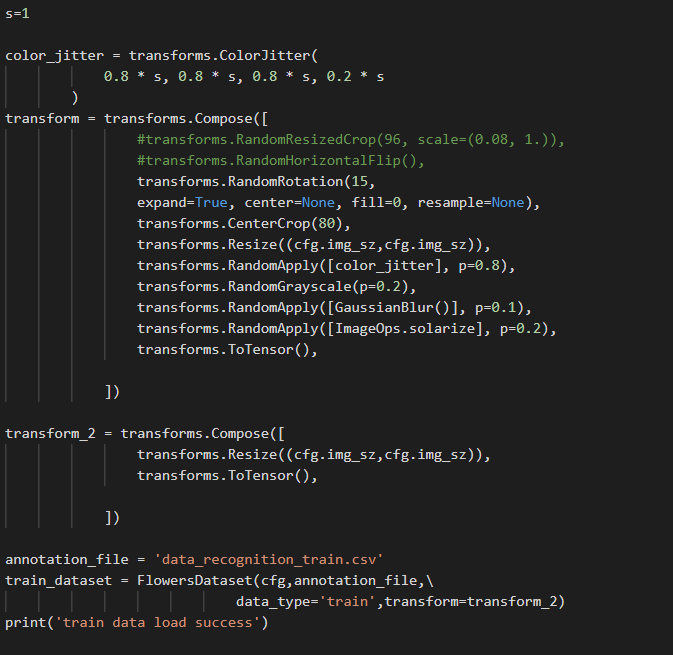 s=1
color_jitter = transforms.ColorJitter(
0.8 * s, 0.8 * s, 0.8 * s, 0.2 * s
)
transform = transforms.Compose([
#transforms.RandomResizedCrop(96, scale=(0.08, 1.)),
#transforms.RandomHorizontalFlip(),
transforms.RandomRotation(15,
expand=True, center=None, fill=0, resample=None),
transforms.CenterCrop(80),
transforms.Resize((cfg.img_sz,cfg.img_sz)),
transforms.RandomApply([color_jitter], p=0.8),
transforms.RandomGrayscale(p=0.2),
transforms.RandomApply([GaussianBlur()], p=0.1),
transforms.RandomApply([ImageOps.solarize], p=0.2),
transforms.ToTensor(),
])
transform_2 = transforms.Compose([
transforms.Resize((cfg.img_sz,cfg.img_sz)),
transforms.ToTensor(),
])
annotation_file = 'data_recognition_train.csv'
train_dataset = FlowersDataset(cfg,annotation_file,\
data_type='train',transform=transform_2)
print('train data load success')